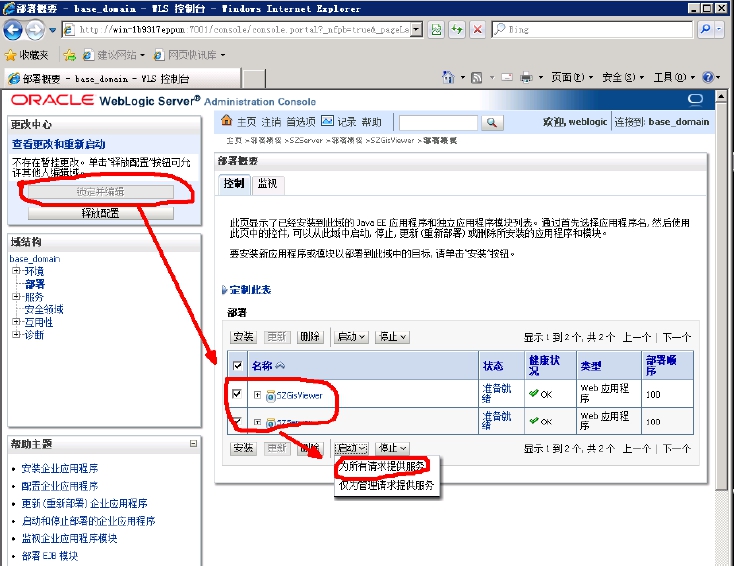 部署概要 - base_domain - WLS 控制台 - Windows Internet Explorer
http://win-1b9317eppun:7001/console/console.portal?_nfpb=true&_pageLa
Bing
收藏夹
建议网站
网页快讯库
部署概要 - base_domain - WLS 控制台
页面(P)
安全(S)
工具(O)
ORACLE WebLogic Server® Administration Console
更改中心
查看更改和重新启动
不存在暂挂更改。单击“释放配置”按钮可允
许其他人编辑域。
锁定并编辑
释放配置
域结构
base_domain
环境
部署
服务
安全领域
互用性
诊断
帮助主题
安装企业应用程序
配置企业应用程序
更新(重新部署)企业应用程序
启动和停止部署的企业应用程序
监视企业应用程序模块
部署 EJB 模块
主页 注销 首选项 记录 帮助
欢迎, weblogic
连接到: base_domain
主页 >部署概要 >SZServer >部署概要 >SZGisViewer >部署概要
部署概要
控制
监视
此页显示了已经安装到此域的 Java EE 应用程序和独立应用程序模块列表。通过首先选择应用程序名, 然后使用
此页中的控件, 可以从此域中启动, 停止, 更新(重新部署)或删除所安装的应用程序和模块。
要安装新应用程序或模块以部署到此域中的目标, 请单击“安装”按钮。
定制此表
部署
安装 更新 删除 启动 停止
显示 1 到 2 个, 共 2 个 上一个 | 下一个
名称 状态 健康状况 类型 部署顺序
SZGisViewer 准备就绪 OK Web 应用程序 100
准备就绪 OK Web 应用程序 100
安装 更新 删除 启动 停止
显示 1 到 2 个, 共 2 个 上一个 | 下一个
为所有请求提供服务
仅为管理请求提供服务